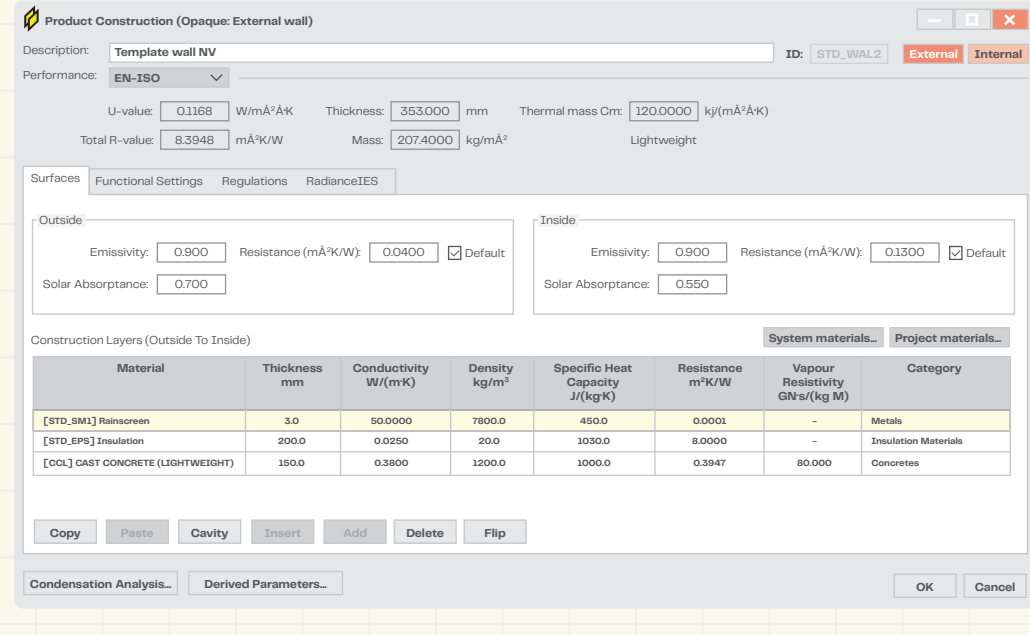 Product Construction (Opaque: External wall)
Description: Template wall NV ID: STD_WAL2 External Internal
Performance: EN-ISO
U-value: 0.1168 W/mÂ²Â·K Thickness: 353.000 mm Thermal mass Cm: 120.0000 kj/(mÂ²Â·K)
Total R-value: 8.3948 mÂ²K/W Mass: 207.4000 kg/mÂ² Lightweight
Surfaces Functional Settings Regulations RadianceIES
Outside Inside
Emissivity: 0.900 Resistance (mÂ²K/W): 0.0400 Default Emissivity: 0.900 Resistance (mÂ²K/W): 0.1300 Default
Solar Absorptance: 0.700 Solar Absorptance: 0.550
Construction Layers (Outside To Inside) System materials... Project materials...
Material Thickness mm Conductivity W/(m·K) Density kg/m³ Specific Heat Capacity J/(kg·K) Resistance m²K/W Vapour Resistivity GN·s/(kg M) Category
[STD_SM1] Rainscreen 3.0 50.0000 7800.0 450.0 0.0001 - Metals
[STD_EPS] Insulation 200.0 0.0250 20.0 1030.0 8.0000 - Insulation Materials
[CCL] CAST CONCRETE (LIGHTWEIGHT) 150.0 0.3800 1200.0 1000.0 0.3947 80.000 Concretes
Copy Paste Cavity Insert Add Delete Flip
Condensation Analysis... Derived Parameters... OK Cancel